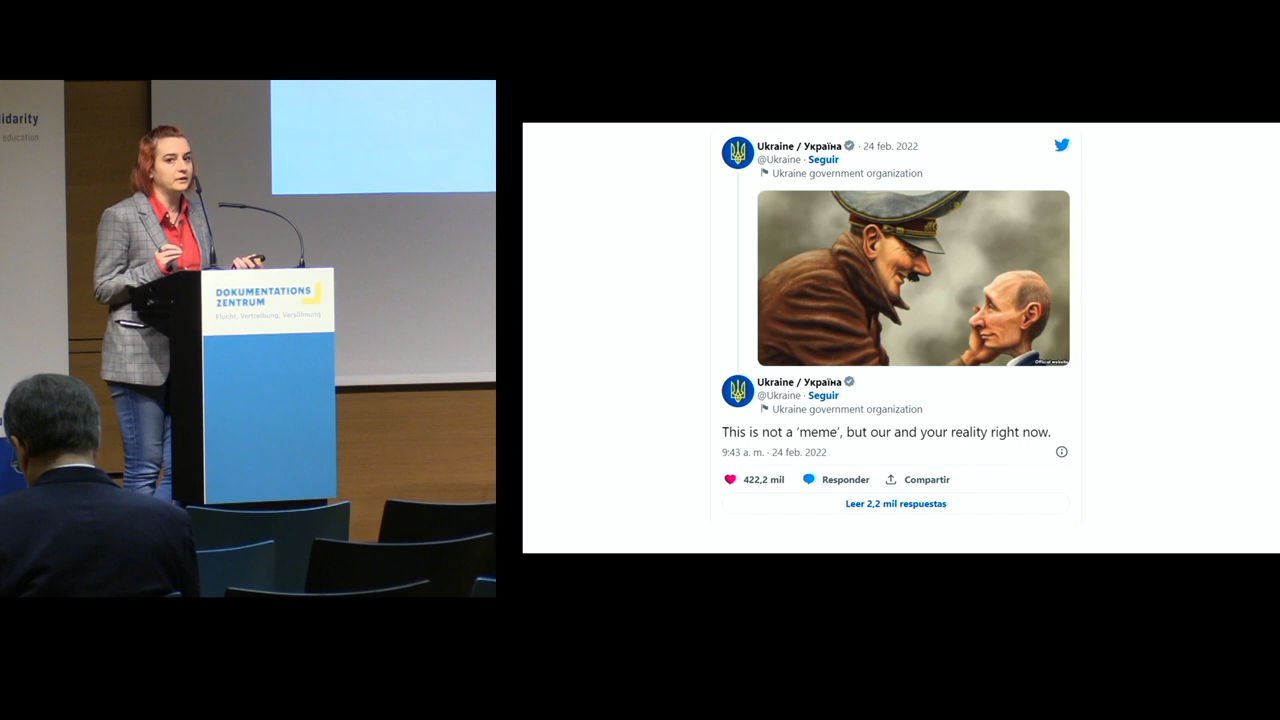 lidarity
education
DOKUMENTATIONS
ZENTRUM
Flucht, Vertreibung, Versöhnung
Ukraine / Україна · 24 feb. 2022
@Ukraine · Seguir
Ukraine government organization
Official website
Ukraine / Україна
@Ukraine · Seguir
Ukraine government organization
This is not a ‘meme’, but our and your reality right now.
9:43 a. m. · 24 feb. 2022
422,2 mil Responder Compartir
Leer 2,2 mil respuestas